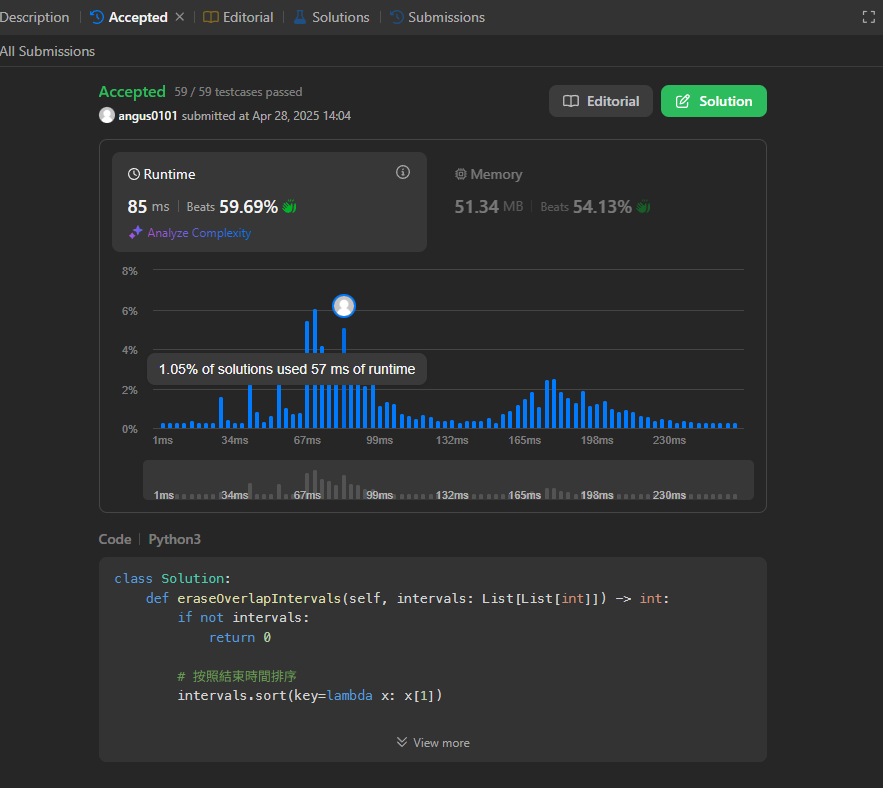 Description Accepted Editorial Solutions Submissions
All Submissions
Accepted 59 / 59 testcases passed
angus0101 submitted at Apr 28, 2025 14:04
Editorial Solution
Runtime
85 ms Beats 59.69%
Analyze Complexity
Memory
51.34 MB Beats 54.13%
8%
6%
4%
1.05% of solutions used 57 ms of runtime
2%
0%
1ms 34ms 67ms 99ms 132ms 165ms 198ms 230ms
1ms 34ms 67ms 99ms 132ms 165ms 198ms 230ms
Code Python3
class Solution:
    def eraseOverlapIntervals(self, intervals: List[List[int]]) -> int:
        if not intervals:
            return 0
        # 按照結束時間排序
        intervals.sort(key=lambda x: x[1])
View more